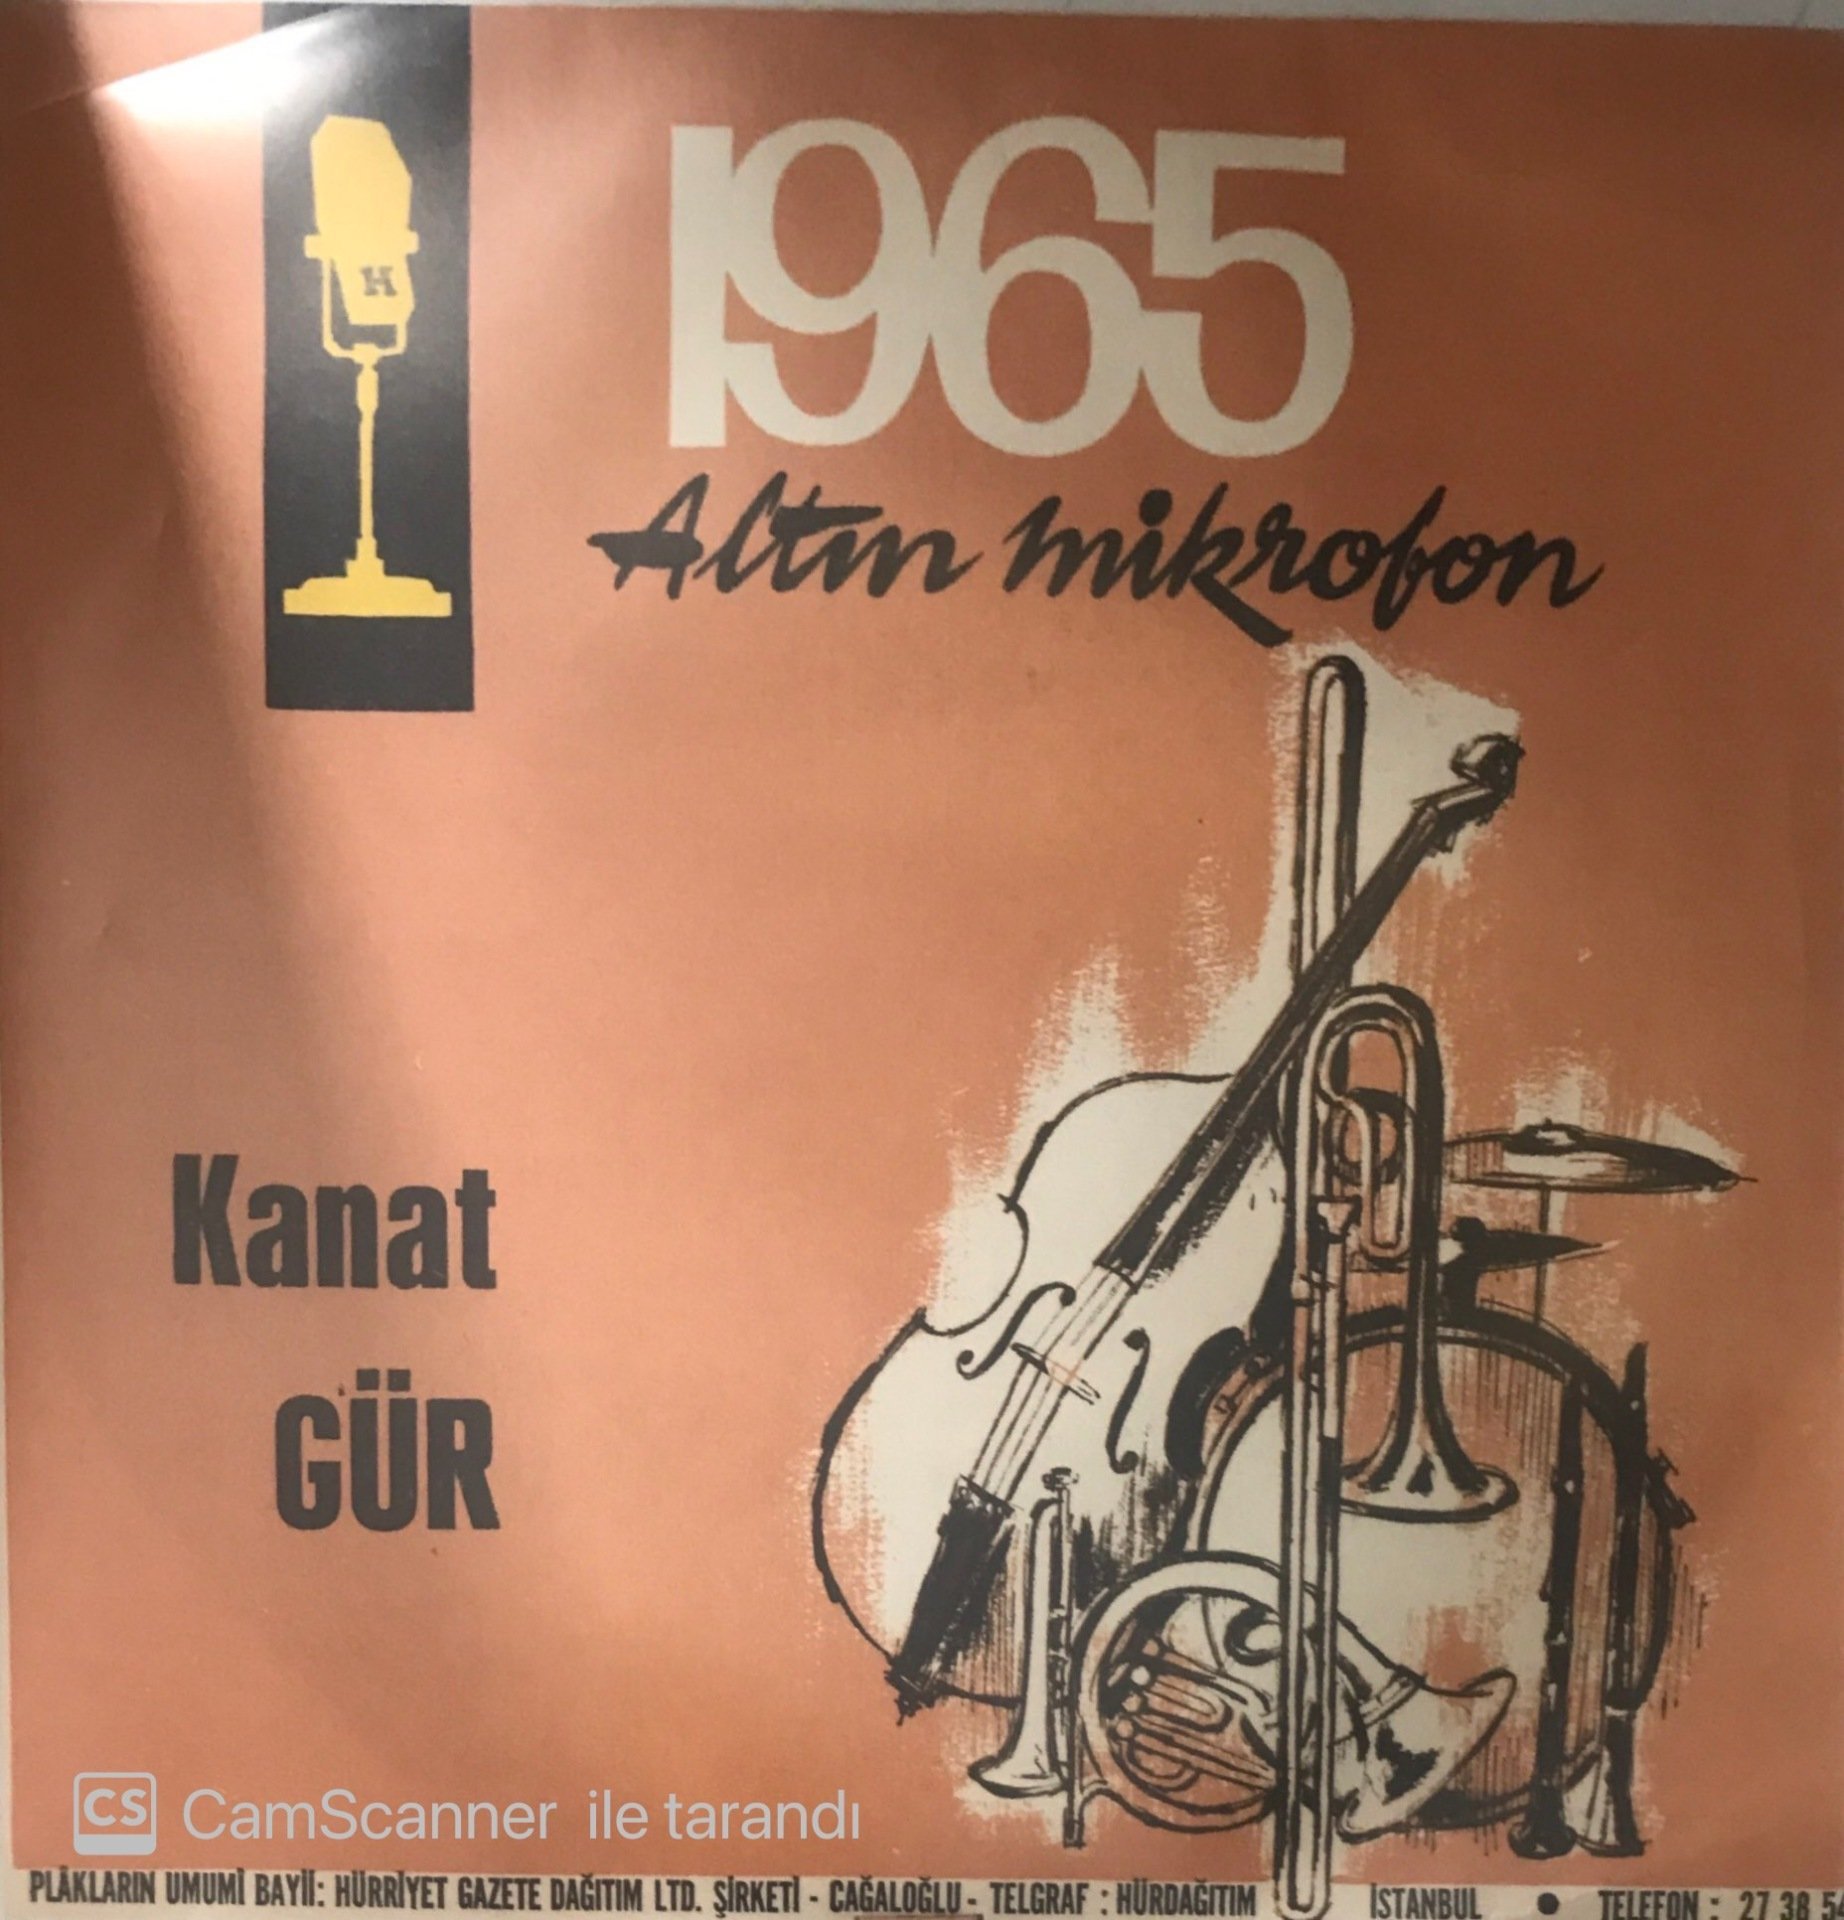 H
1965
Altın mikrofon
Kanat
GÜR
CS CamScanner ile tarandı
PLÂKLARIN UMUMİ BAYİİ: HÜRRİYET GAZETE DAĞITIM LTD. ŞİRKETİ - CAĞALOĞLU - TELGRAF : HÜRDAĞITIM İSTANBUL ● TELEFON : 27 38 54